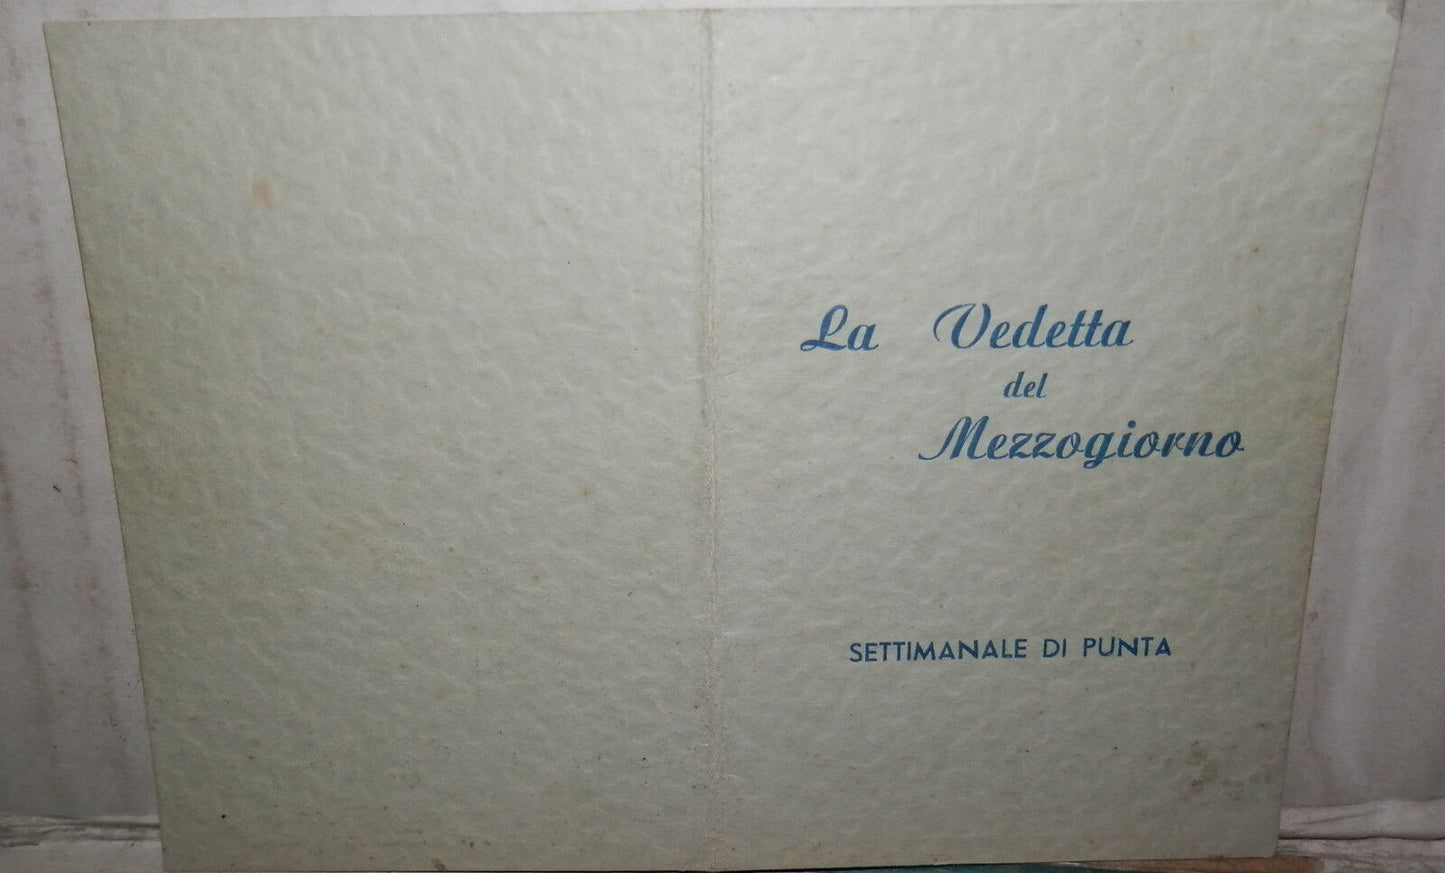 La Vedetta
del
Mezzogiorno
SETTIMANALE DI PUNTA